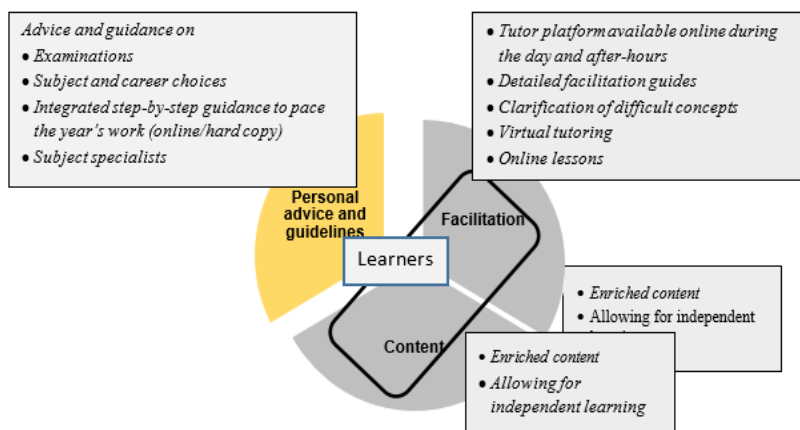 Advice and guidance on
• Examinations
• Subject and career choices
• Integrated step-by-step guidance to pace
the year's work (online/hard copy)
• Subject specialists
• Tutor platform available online during
the day and after-hours
• Detailed facilitation guides
• Clarification of difficult concepts
• Virtual tutoring
• Online lessons
Personal
advice and
guidelines
Facilitation
Learners
Content
• Enriched content
• Allowing for independent
• Enriched content
• Allowing for
independent learning